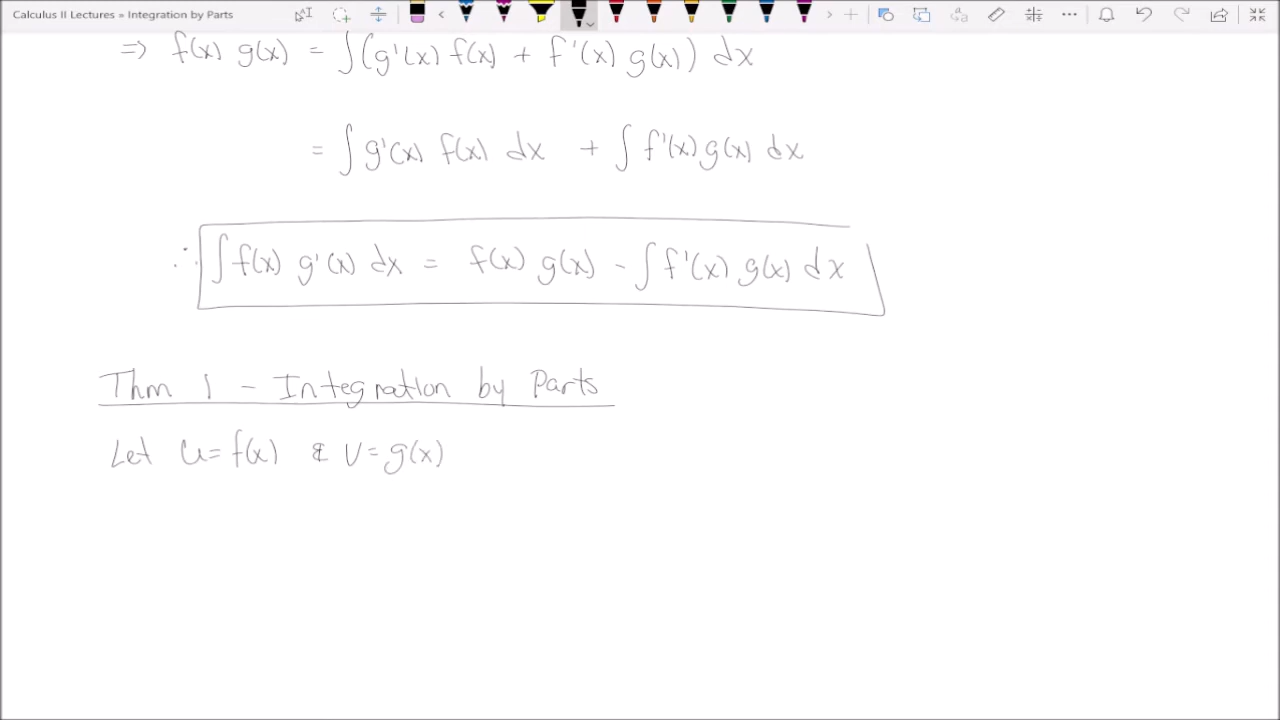 Calculus II Lectures » Integration by Parts
⇒ f(x) g(x) = ∫(g'(x) f(x) + f'(x) g(x)) dx
= ∫ g'(x) f(x) dx + ∫ f'(x) g(x) dx
∴ ∫ f(x) g'(x) dx = f(x) g(x) - ∫ f'(x) g(x) dx
Thm 1 - Integration by Parts
Let u = f(x) & v = g(x)